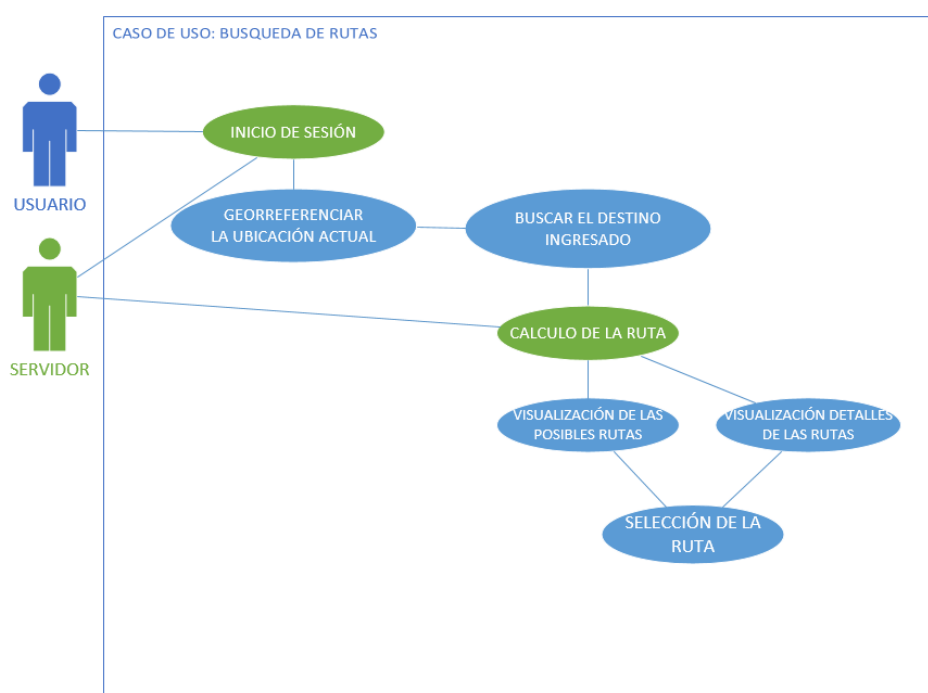 CASO DE USO: BUSQUEDA DE RUTAS
USUARIO
INICIO DE SESIÓN
GEORREFERENCIAR
LA UBICACIÓN ACTUAL
BUSCAR EL DESTINO
INGRESADO
SERVIDOR
CALCULO DE LA RUTA
VISUALIZACIÓN DE LAS
POSIBLES RUTAS
VISUALIZACIÓN DETALLES
DE LAS RUTAS
SELECCIÓN DE LA
RUTA